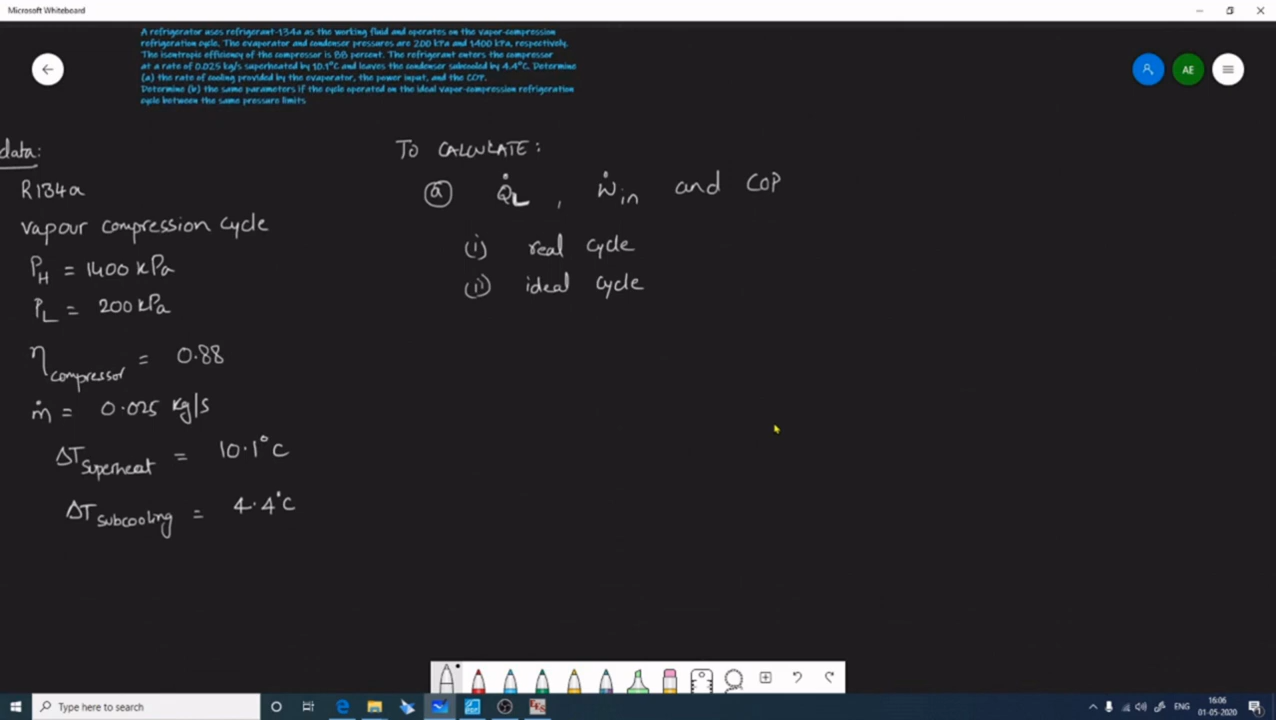 Microsoft Whiteboard
A refrigerator uses refrigerant-134a as the working fluid and operates on the vapor-compression
refrigeration cycle. The evaporator and condenser pressures are 200 kPa and 1400 kPa, respectively.
The isentropic efficiency of the compressor is 88 percent. The refrigerant enters the compressor
at a rate of 0.025 kg/s superheated by 10.1°C and leaves the condenser subcooled by 4.4°C. Determine
(a) the rate of cooling provided by the evaporator, the power input, and the COP.
Determine (b) the same parameters if the cycle operated on the ideal vapor-compression refrigeration
cycle between the same pressure limits
AE
data:
R134a
vapour compression cycle
P_H = 1400 kPa
P_L = 200 kPa
η_compressor = 0.88
ṁ = 0.025 kg/s
ΔT_Superheat = 10.1°C
ΔT_Subcooling = 4.4°C
TO CALCULATE:
ⓐ Q̇_L , Ẇ_in and COP
(i) real cycle
(ii) ideal cycle
Type here to search
ENG
16:06
01-05-2020